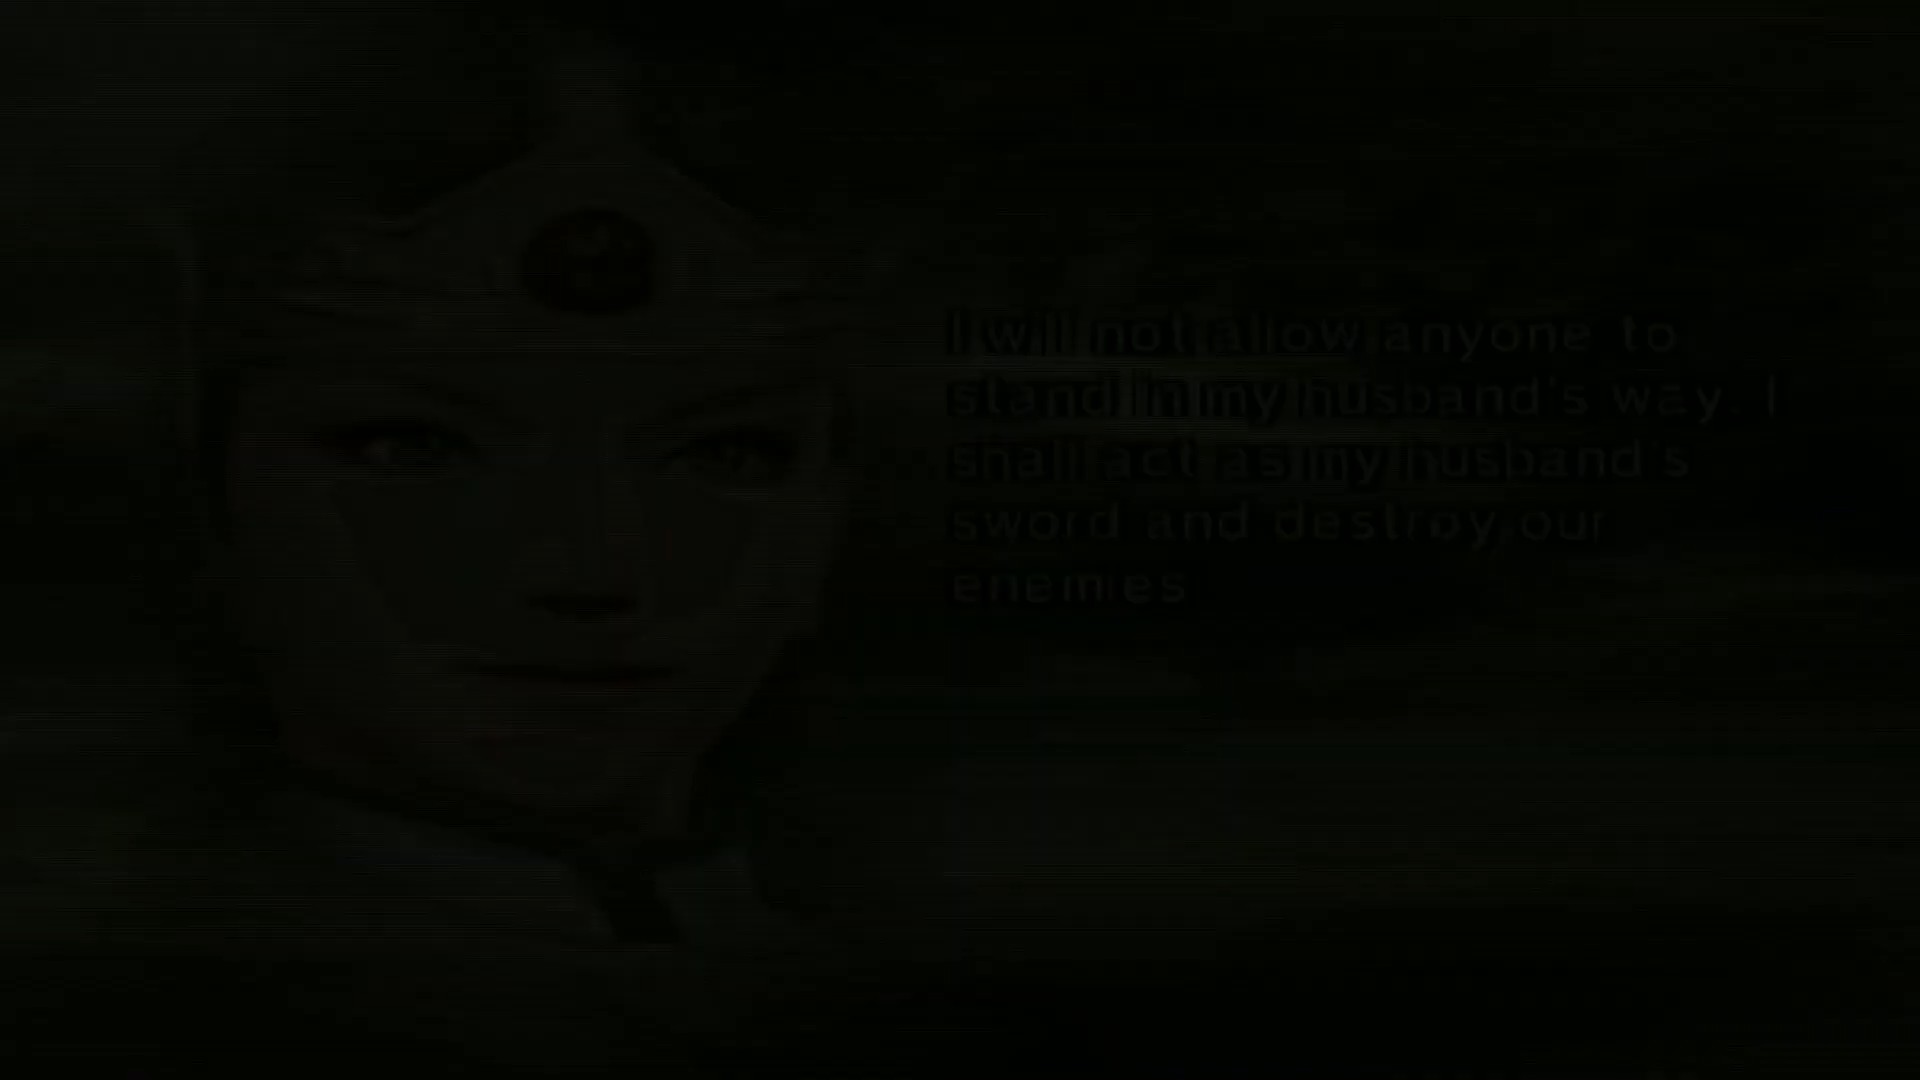 I will not allow anyone to
stand in my husband's way. I
shall act as my husband's
sword and destroy our
enemies.